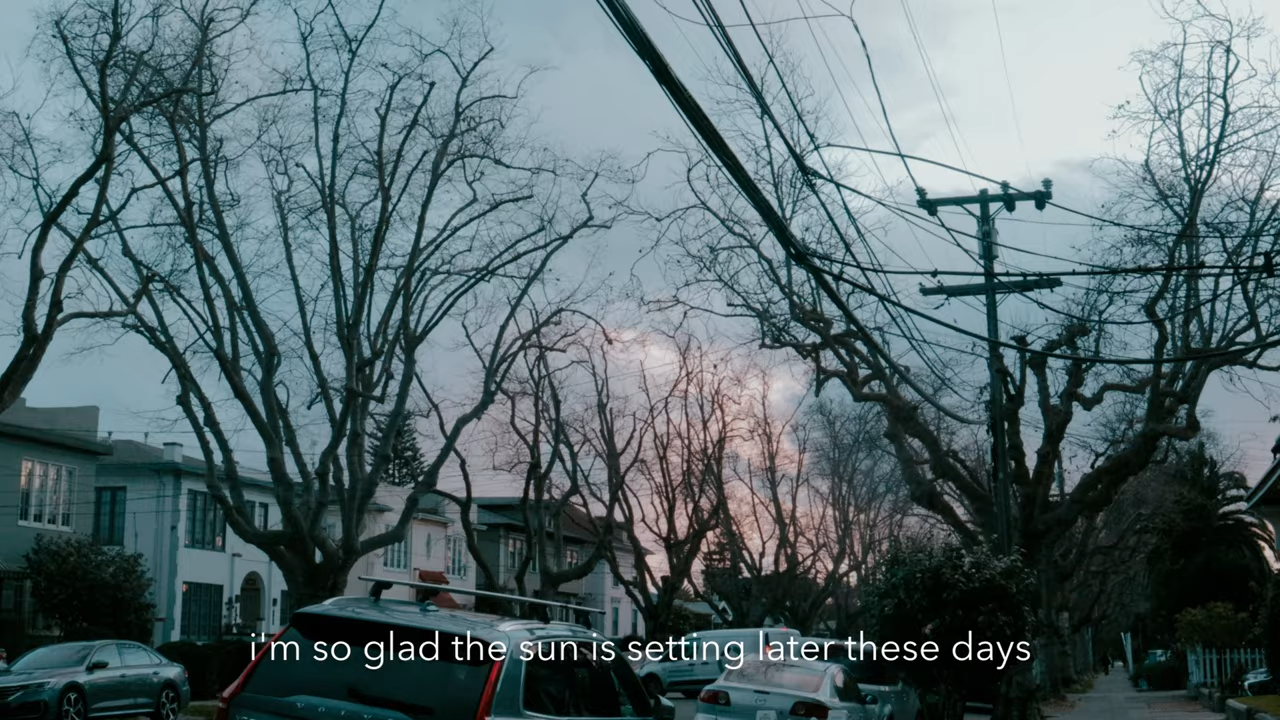 i'm so glad the sun is setting later these days